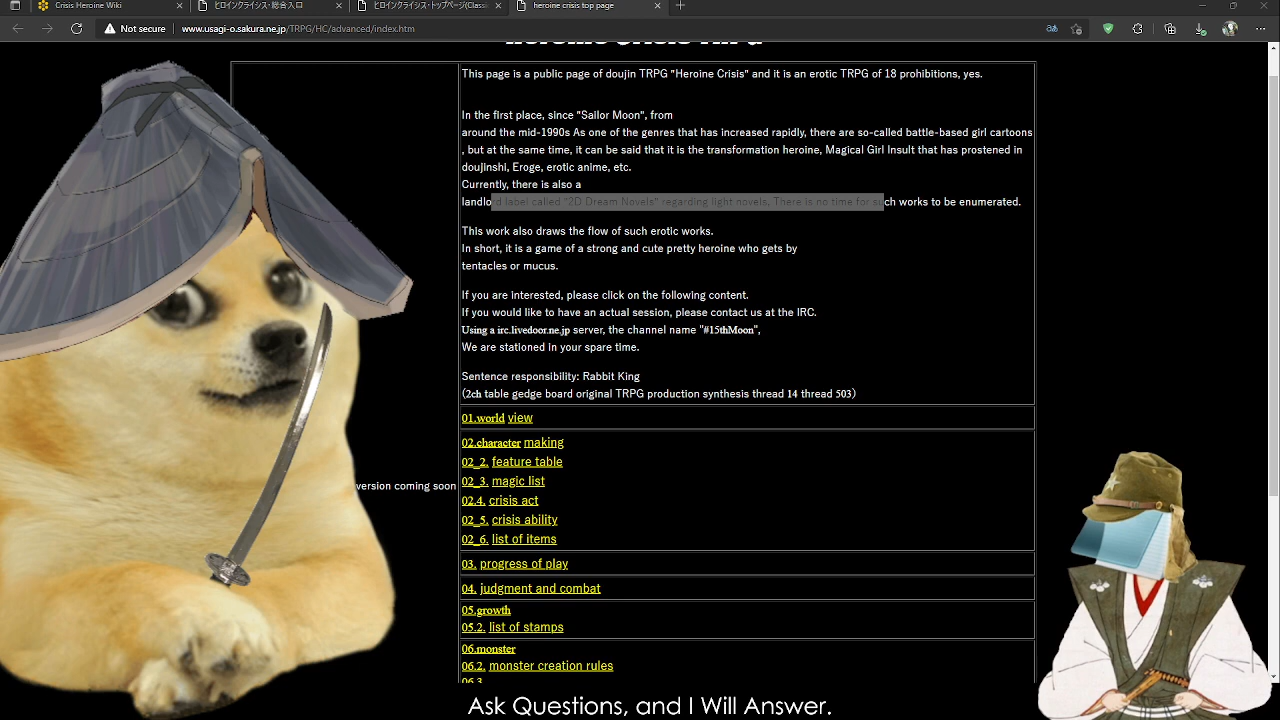 Crisis Heroine Wiki
ヒロインクライシス・総合入口
ヒロインクライシス・トップページ(Classi
heroine crisis top page
Not secure
www.usagi-o.sakura.ne.jp/TRPG/HC/advanced/index.htm
This page is a public page of doujin TRPG "Heroine Crisis" and it is an erotic TRPG of 18 prohibitions, yes.
In the first place, since "Sailor Moon", from
around the mid-1990s As one of the genres that has increased rapidly, there are so-called battle-based girl cartoons
, but at the same time, it can be said that it is the transformation heroine, Magical Girl Insult that has prostened in
doujinshi, Eroge, erotic anime, etc.
Currently, there is also a
landlord label called "2D Dream Novels" regarding light novels, There is no time for such works to be enumerated.
This work also draws the flow of such erotic works.
In short, it is a game of a strong and cute pretty heroine who gets by
tentacles or mucus.
If you are interested, please click on the following content.
If you would like to have an actual session, please contact us at the IRC.
Using a irc.livedoor.ne.jp server, the channel name "#15thMoon",
We are stationed in your spare time.
Sentence responsibility: Rabbit King
(2ch table gedge board original TRPG production synthesis thread 14 thread 503)
01.world view
02.character making
02_2. feature table
02_3. magic list
02.4. crisis act
version coming soon
02_5. crisis ability
02_6. list of items
03. progress of play
04. judgment and combat
05.growth
05.2. list of stamps
06.monster
06.2. monster creation rules
06.3.
Ask Questions, and I Will Answer.